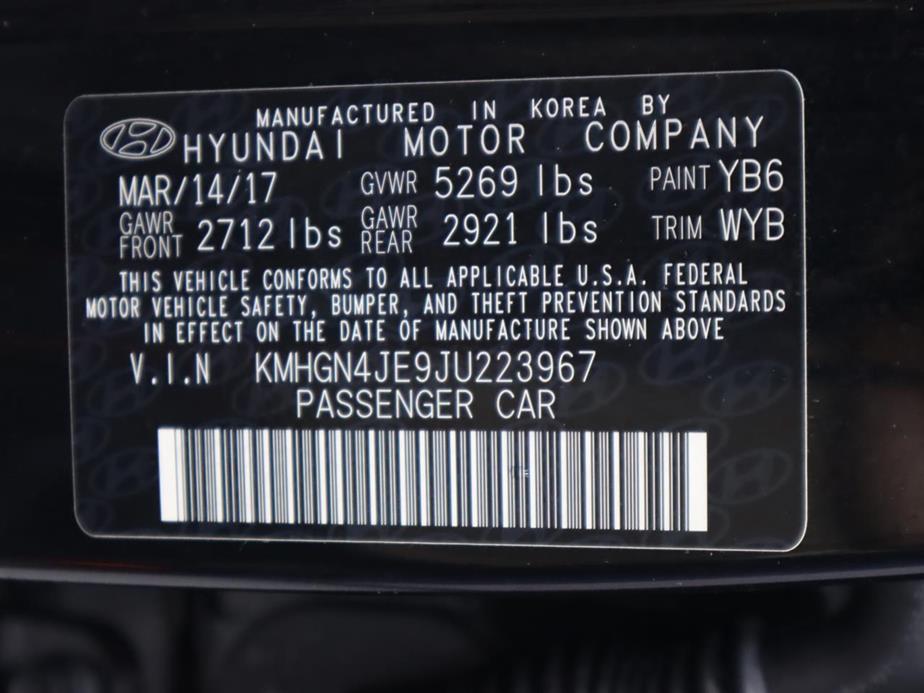 MANUFACTURED IN KOREA BY
HYUNDAI MOTOR COMPANY
MAR/14/17 GVWR 5269 lbs PAINT YB6
GAWR FRONT 2712 lbs GAWR REAR 2921 lbs TRIM WYB
THIS VEHICLE CONFORMS TO ALL APPLICABLE U.S.A. FEDERAL
MOTOR VEHICLE SAFETY, BUMPER, AND THEFT PREVENTION STANDARDS
IN EFFECT ON THE DATE OF MANUFACTURE SHOWN ABOVE
V.I.N KMHGN4JE9JU223967
PASSENGER CAR